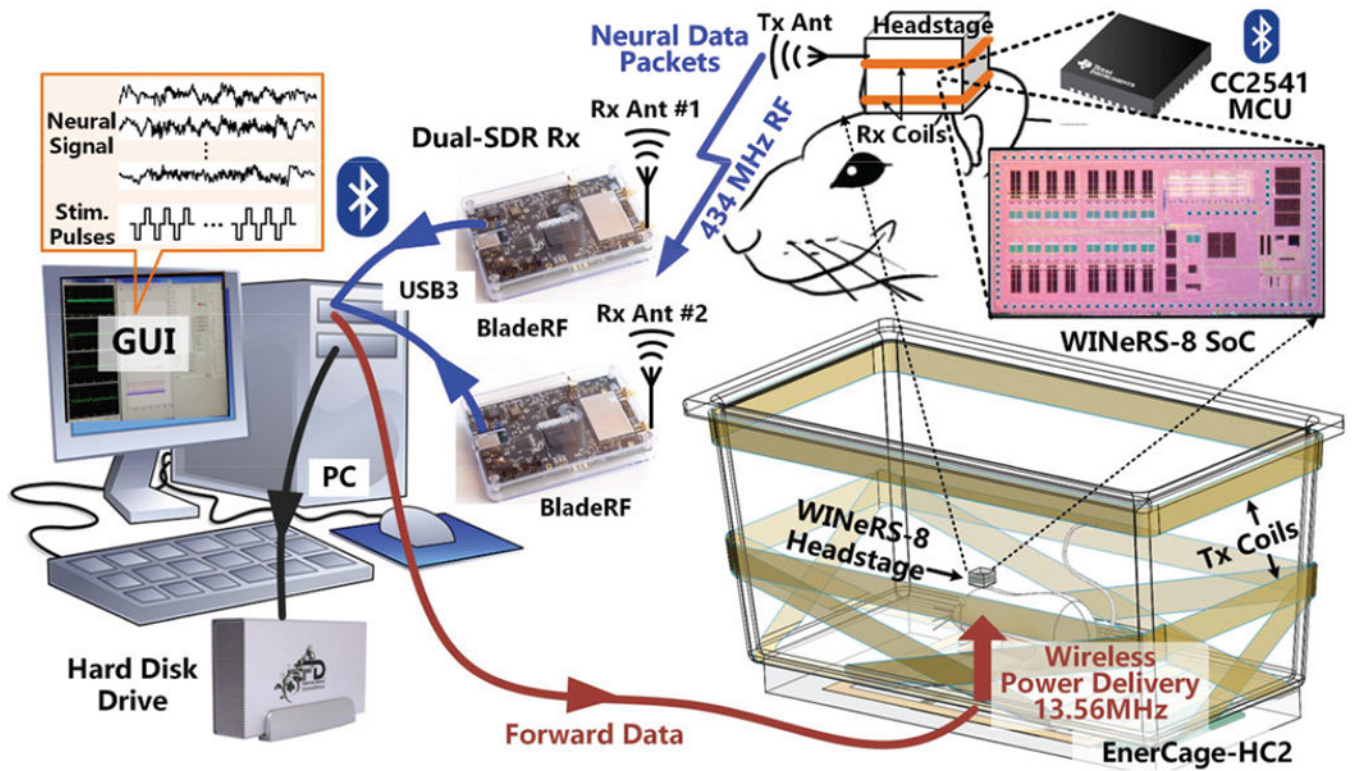 Neural
Signal
Stim.
Pulses
GUI
PC
Hard Disk
Drive
USB3
Dual-SDR Rx
BladeRF
BladeRF
Rx Ant #1
Rx Ant #2
Neural Data
Packets
434 MHz RF
Tx Ant
Headstage
Rx Coils
TEXAS
INSTRUMENTS
CC2541
MCU
WINeRS-8 SoC
WINeRS-8
Headstage
Tx Coils
Wireless
Power Delivery
13.56MHz
EnerCage-HC2
Forward Data